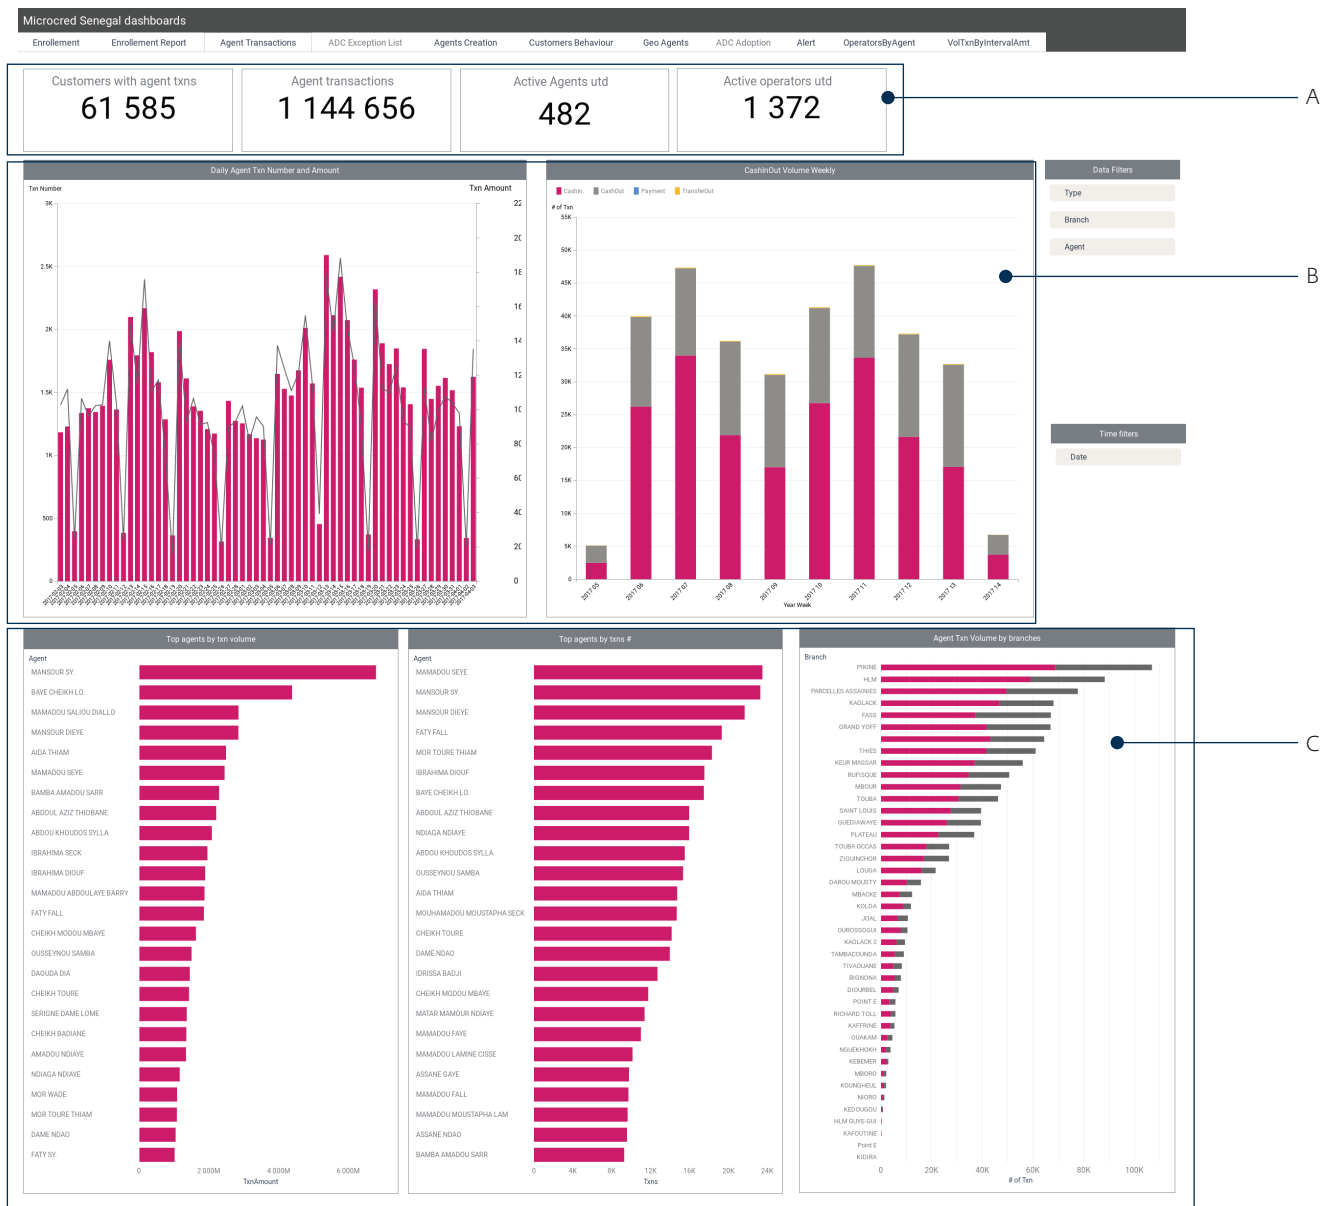 Microcred Senegal dashboards
Enrollement Enrollement Report Agent Transactions ADC Exception List Agents Creation Customers Behaviour Geo Agents ADC Adoption Alert OperatorsByAgent VolTxnByIntervalAmt
Customers with agent txns
61 585
Agent transactions
1 144 656
Active Agents utd
482
Active operators utd
1 372
A
Daily Agent Txn Number and Amount
Txn Number
Txn Amount
3K
2.5K
2K
1.5K
1K
500
0
22
20
18
16
14
12
10
80
60
40
20
0
CashInOut Volume Weekly
CashIn. CashOut Payment TransferOut
# of Txn
55K
50K
45K
40K
35K
30K
25K
20K
15K
10K
5K
0
2017 05
2017 06
2017 07
2017 08
2017 09
2017 10
2017 11
2017 12
2017 13
2017 14
Year Week
Data Filters
Type
Branch
Agent
B
Time filters
Date
Top agents by txn volume
Agent
MANSOUR SY.
BAYE CHEIKH LO.
MAMADOU SALIOU DIALLO
MANSOUR DIEYE
AIDA THIAM
MAMADOU SEYE
BAMBA AMADOU SARR
ABDOUL AZIZ THIOBANE
ABDOU KHOUDOS SYLLA
IBRAHIMA SECK
IBRAHIMA DIOUF
MAMADOU ABDOULAYE BARRY
FATY FALL
CHEIKH MODOU MBAYE
OUSSEYNOU SAMBA
DAOUDA DIA
CHEIKH TOURE
SERIGNE DAME LOME
CHEIKH BADIANE
AMADOU NDIAYE
NDIAGA NDIAYE
MOR WADE
MOR TOURE THIAM
DAME NDAO
FATY SY.
0 2 000M 4 000M 6 000M
TxnAmount
Top agents by txns #
Agent
MAMADOU SEYE
MANSOUR SY.
MANSOUR DIEYE
FATY FALL
MOR TOURE THIAM
IBRAHIMA DIOUF
BAYE CHEIKH LO.
ABDOUL AZIZ THIOBANE
NDIAGA NDIAYE
ABDOU KHOUDOS SYLLA
OUSSEYNOU SAMBA
AIDA THIAM
MOUHAMADOU MOUSTAPHA SECK
CHEIKH TOURE
DAME NDAO
IDRISSA BADJI
CHEIKH MODOU MBAYE
MATAR MAMOUR NDIAYE
MAMADOU FAYE
MAMADOU LAMINE CISSE
ASSANE GAYE
MAMADOU FALL
MAMADOU MOUSTAPHA LAM
ASSANE NDAO
BAMBA AMADOU SARR
0 4K 8K 12K 16K 20K 24K
Txns
Agent Txn Volume by branches
Branch
PIKINE
HLM
PARCELLES ASSAINIES
KAOLACK
FASS
GRAND YOFF
THIES
KEUR MASSAR
RUFISQUE
MBOUR
TOUBA
SAINT LOUIS
GUEDIAWAYE
PLATEAU
TOUBA OCCAS
ZIGUINCHOR
LOUGA
DAROU MOUSTY
MBACKE
KOLDA
JOAL
OUROSSOGUI
KAOLACK 2
TAMBACOUNDA
TIVAOUANE
BIGNONA
DIOURBEL
POINT E
RICHARD TOLL
KAFFRINE
OUAKAM
NGUEKHOKH
KEBEMER
MBORO
KOUNGHEUL
NIORO
KEDOUGOU
HLM GUYE-GUI
KAFOUTINE
Point E
KIDIRA
0 20K 40K 60K 80K 100K
# of Txn
C